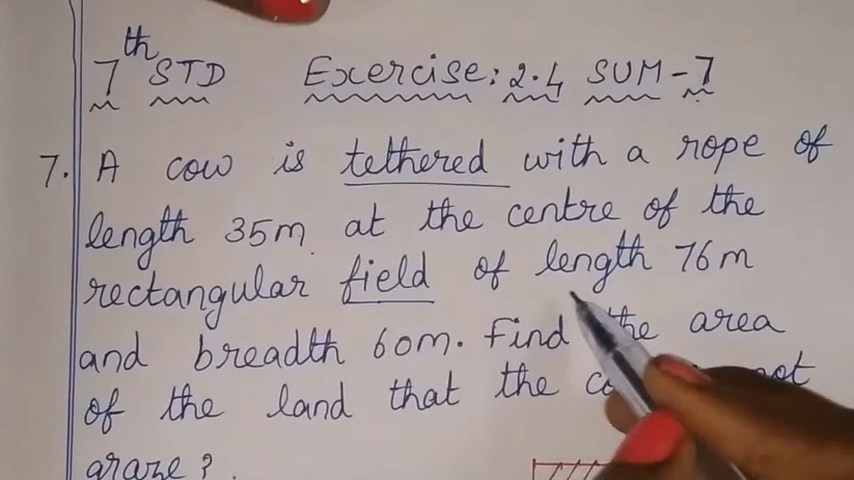 7th STD Exercise: 2.4 SUM-7
7. A cow is tethered with a rope of
length 35m at the centre of the
rectangular field of length 76m
and breadth 60m. Find the area
of the land that the not
graze?